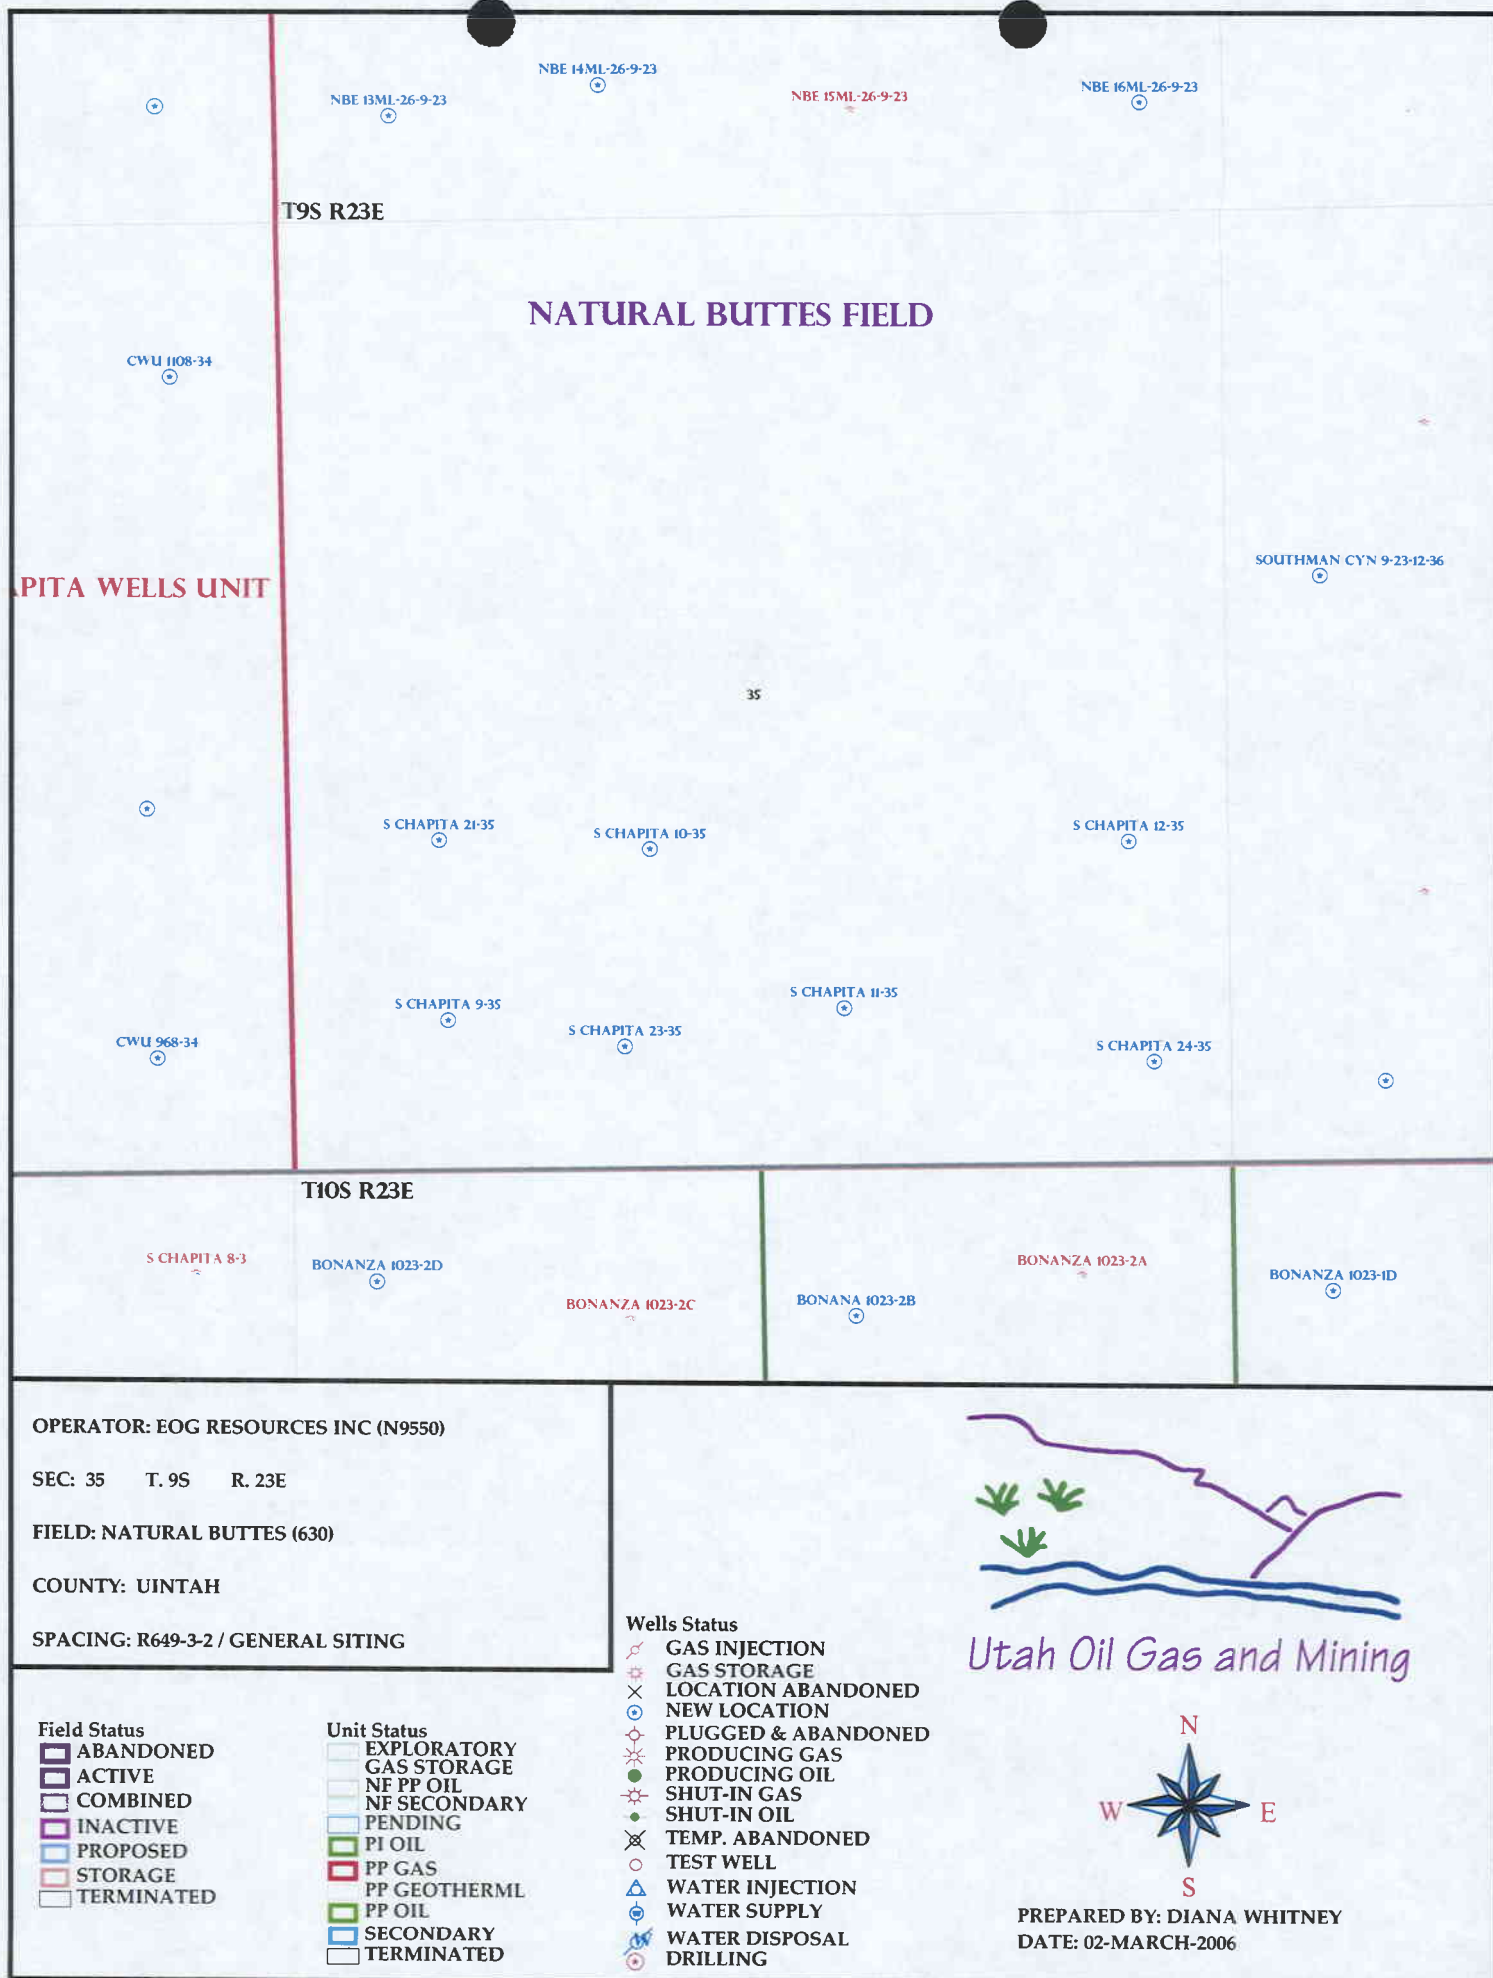 NBE 14ML-26-9-23
NBE 13ML-26-9-23
NBE 15ML-26-9-23
NBE 16ML-26-9-23
T9S R23E
NATURAL BUTTES FIELD
CWU 1108-34
SOUTHMAN CYN 9-23-12-36
PITA WELLS UNIT
35
S CHAPITA 21-35
S CHAPITA 10-35
S CHAPITA 12-35
S CHAPITA 9-35
S CHAPITA 11-35
S CHAPITA 23-35
CWU 968-34
S CHAPITA 24-35
T10S R23E
S CHAPITA 8-3
BONANZA 1023-2D
BONANZA 1023-2C
BONANA 1023-2B
BONANZA 1023-2A
BONANZA 1023-1D
OPERATOR: EOG RESOURCES INC (N9550)
SEC: 35 T. 9S R. 23E
FIELD: NATURAL BUTTES (630)
COUNTY: UINTAH
SPACING: R649-3-2 / GENERAL SITING
Field Status
ABANDONED
ACTIVE
COMBINED
INACTIVE
PROPOSED
STORAGE
TERMINATED
Unit Status
EXPLORATORY
GAS STORAGE
NF PP OIL
NF SECONDARY
PENDING
PI OIL
PP GAS
PP GEOTHERML
PP OIL
SECONDARY
TERMINATED
Wells Status
GAS INJECTION
GAS STORAGE
LOCATION ABANDONED
NEW LOCATION
PLUGGED & ABANDONED
PRODUCING GAS
PRODUCING OIL
SHUT-IN GAS
SHUT-IN OIL
TEMP. ABANDONED
TEST WELL
WATER INJECTION
WATER SUPPLY
WATER DISPOSAL
DRILLING
Utah Oil Gas and Mining
N
W E
S
PREPARED BY: DIANA WHITNEY
DATE: 02-MARCH-2006